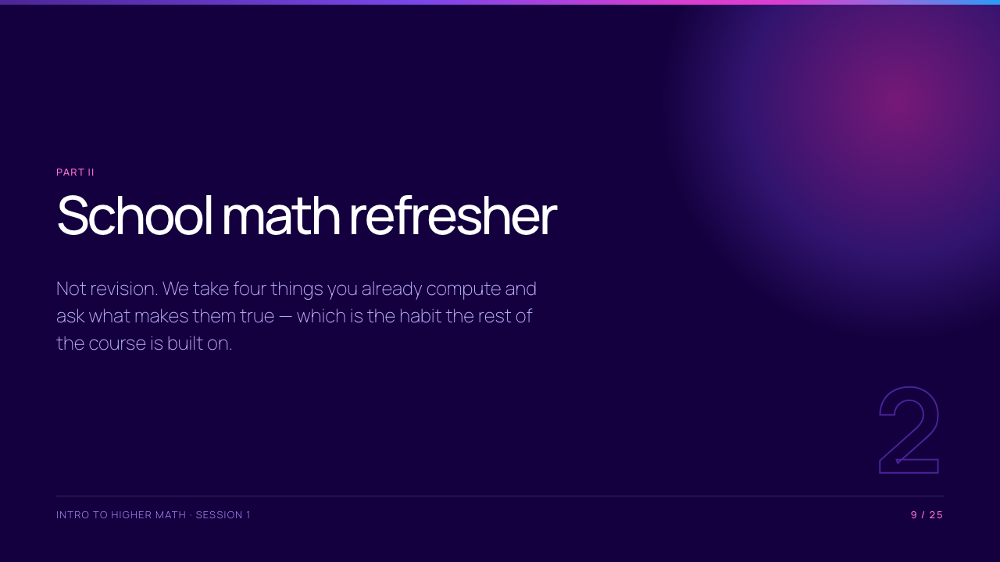 PART II
School math refresher
Not revision. We take four things you already compute and
ask what makes them true — which is the habit the rest of
the course is built on.
2
INTRO TO HIGHER MATH · SESSION 1
9 / 25